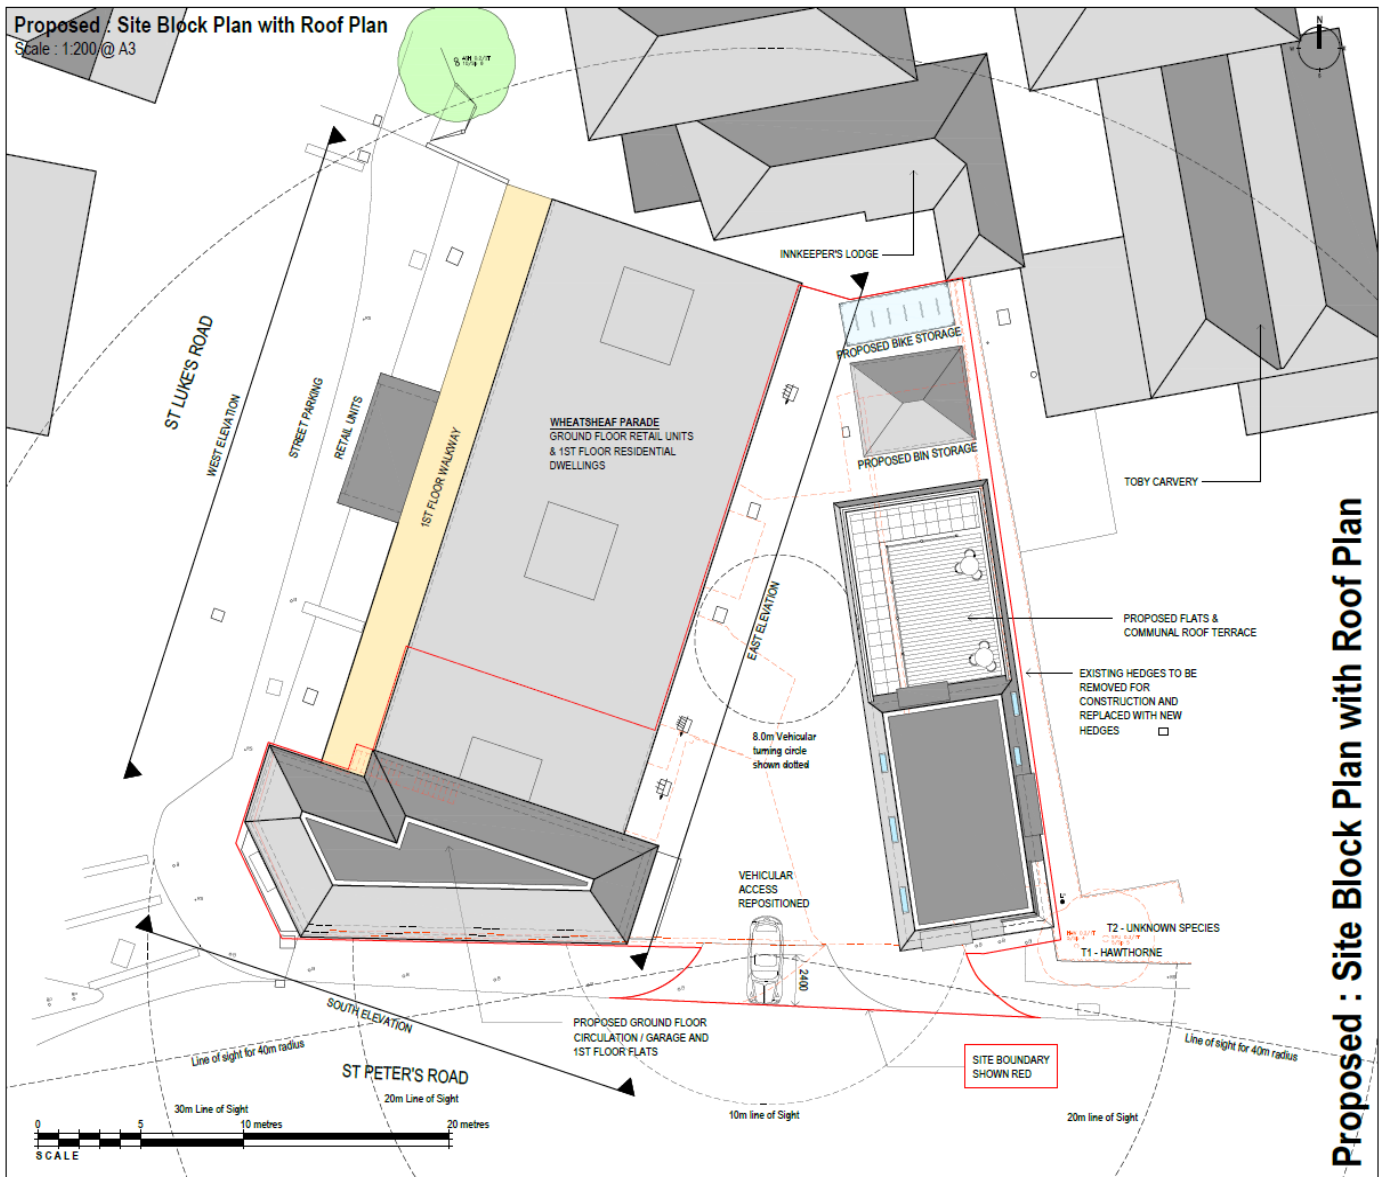 Proposed : Site Block Plan with Roof Plan
Scale : 1:200 @ A3
N
INNKEEPER'S LODGE
PROPOSED BIKE STORAGE
PROPOSED BIN STORAGE
ST LUKE'S ROAD
WEST ELEVATION
STREET PARKING
RETAIL UNITS
1ST FLOOR WALKWAY
WHEATSHEAF PARADE
GROUND FLOOR RETAIL UNITS
& 1ST FLOOR RESIDENTIAL
DWELLINGS
TOBY CARVERY
EAST ELEVATION
PROPOSED FLATS &
COMMUNAL ROOF TERRACE
EXISTING HEDGES TO BE
REMOVED FOR
CONSTRUCTION AND
REPLACED WITH NEW
HEDGES
8.0m Vehicular
turning circle
shown dotted
VEHICULAR
ACCESS
REPOSITIONED
2400
T2 - UNKNOWN SPECIES
T1 - HAWTHORNE
SOUTH ELEVATION
PROPOSED GROUND FLOOR
CIRCULATION / GARAGE AND
1ST FLOOR FLATS
SITE BOUNDARY
SHOWN RED
Line of sight for 40m radius
Line of sight for 40m radius
ST PETER'S ROAD
20m Line of Sight
30m Line of Sight
10m line of Sight
20m line of Sight
0 5 10 metres 20 metres
SCALE
Proposed : Site Block Plan with Roof Plan